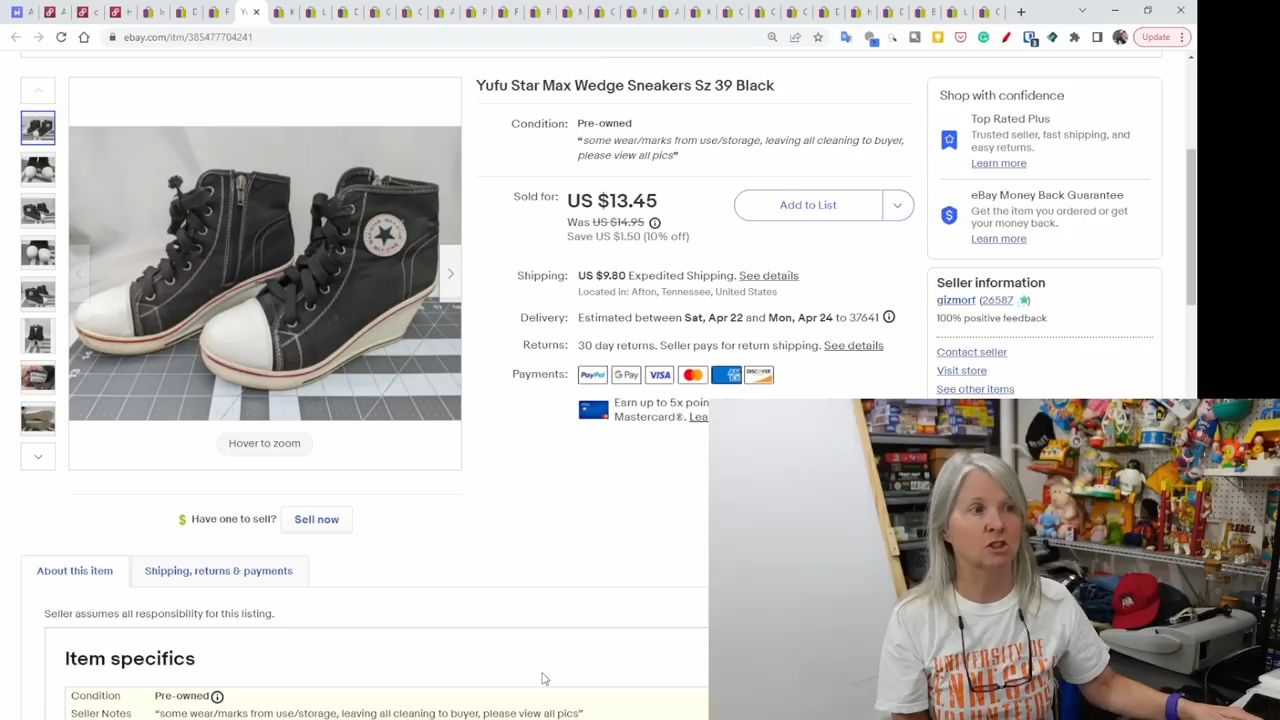 ebay.com/itm/385477704241
Update
Yufu Star Max Wedge Sneakers Sz 39 Black
Condition: Pre-owned
“some wear/marks from use/storage, leaving all cleaning to buyer,
please view all pics”
Sold for: US $13.45
Was US $14.95
Save US $1.50 (10% off)
Add to List
Shipping: US $9.80 Expedited Shipping. See details
Located in: Afton, Tennessee, United States
Delivery: Estimated between Sat, Apr 22 and Mon, Apr 24 to 37641
Returns: 30 day returns. Seller pays for return shipping. See details
Payments: PayPal G Pay VISA DISCOVER
Earn up to 5x poin
Mastercard®. Lea
Shop with confidence
Top Rated Plus
Trusted seller, fast shipping, and
easy returns.
Learn more
eBay Money Back Guarantee
Get the item you ordered or get
your money back.
Learn more
Seller information
gizmorf (26587)
100% positive feedback
Contact seller
Visit store
See other items
Hover to zoom
Have one to sell? Sell now
About this item
Shipping, returns & payments
Seller assumes all responsibility for this listing.
Item specifics
Condition Pre-owned
Seller Notes “some wear/marks from use/storage, leaving all cleaning to buyer, please view all pics”
UNIVERSITY OF
REBEL